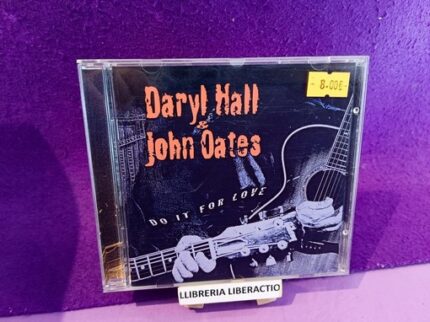 Daryl Hall
&
John Oates
- 8.00€ -
DO IT FOR LOVE
LLIBRERIA LIBERACTIO